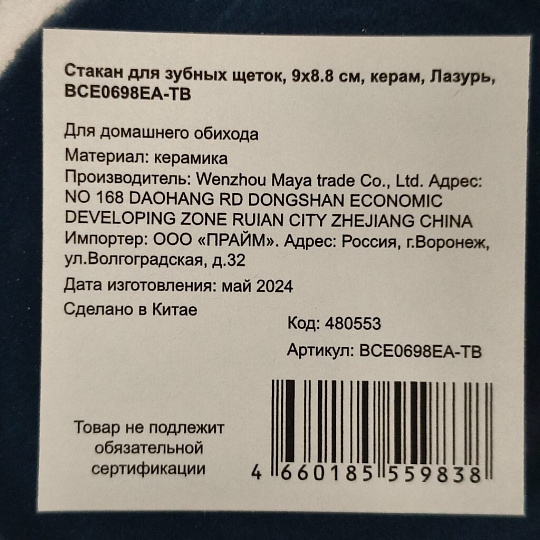 Стакан для зубных щеток, 9х8.8 см, керам, Лазурь,
BCE0698EA-TB
Для домашнего обихода
Материал: керамика
Производитель: Wenzhou Maya trade Co., Ltd. Адрес:
NO 168 DAOHANG RD DONGSHAN ECONOMIC
DEVELOPING ZONE RUIAN CITY ZHEJIANG CHINA
Импортер: ООО «ПРАЙМ». Адрес: Россия, г.Воронеж,
ул.Волгоградская, д.32
Дата изготовления: май 2024
Сделано в Китае
Код: 480553
Артикул: BCE0698EA-TB
Товар не подлежит
обязательной
сертификации
4 660185 559838